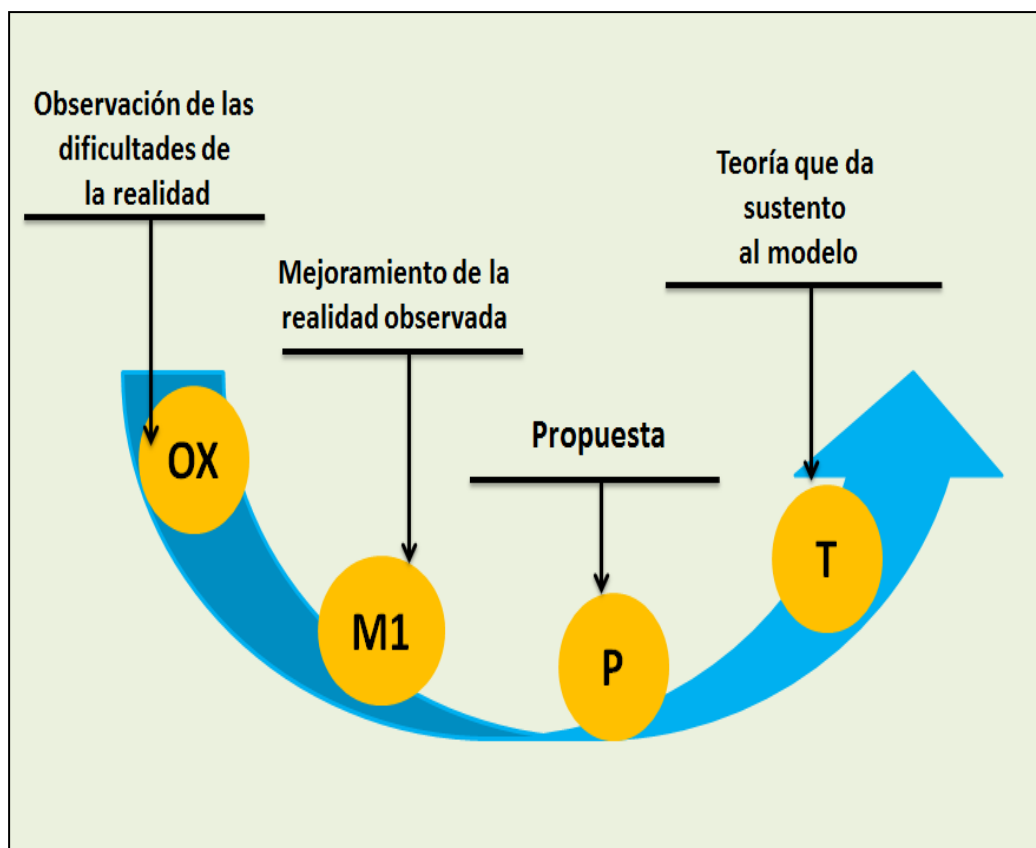 Observación de las
dificultades de
la realidad
Mejoramiento de la
realidad observada
Propuesta
Teoría que da
sustento
al modelo
OX
M1
P
T